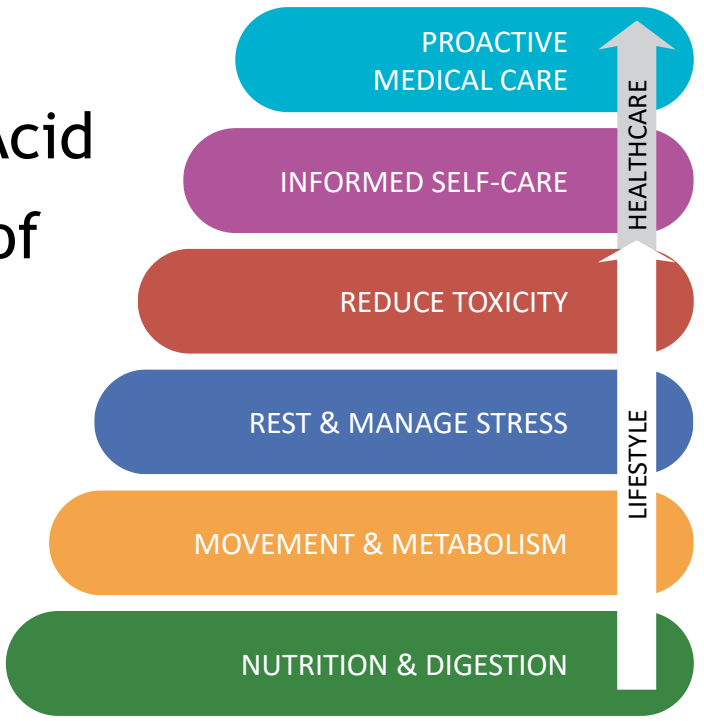 PROACTIVE
MEDICAL CARE
Acid
INFORMED SELF-CARE
of
REDUCE TOXICITY
REST & MANAGE STRESS
MOVEMENT & METABOLISM
NUTRITION & DIGESTION
HEALTHCARE
LIFESTYLE